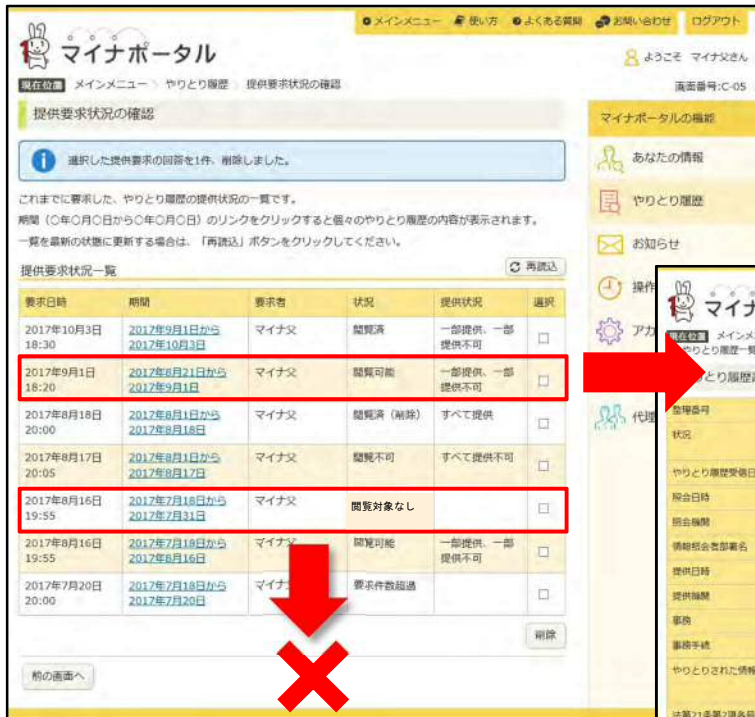 メインメニュー 使い方 よくある質問 お問い合わせ ログアウト
マイナポータル
ようこそ マイナ父さん
現在位置 メインメニュー やりとり履歴 提供要求状況の確認
画面番号:C-05
提供要求状況の確認
マイナポータルの機能
選択した提供要求の回答を1件、削除しました。
あなたの情報
これまでに要求した、やりとり履歴の提供状況の一覧です。
期間（○年○月○日から○年○月○日）のリンクをクリックすると個々のやりとり履歴の内容が表示されます。
一覧を最新の状態に更新する場合は、「再読込」ボタンをクリックしてください。
やりとり履歴
お知らせ
提供要求状況一覧
再読込
操作
アカ
代理
要求日時 期間 要求者 状況 提供状況 選択
2017年10月3日 18:30 2017年9月1日から 2017年10月3日 マイナ父 閲覧済 一部提供、一部提供不可
2017年9月1日 18:20 2017年8月21日から 2017年9月1日 マイナ父 閲覧可能 一部提供、一部提供不可
2017年8月18日 20:00 2017年8月1日から 2017年8月18日 マイナ父 閲覧済（削除） すべて提供
2017年8月17日 20:05 2017年8月1日から 2017年8月17日 マイナ父 閲覧不可 すべて提供不可
2017年8月16日 19:55 2017年7月18日から 2017年7月31日 マイナ父 閲覧対象なし
2017年8月16日 19:55 2017年7月18日から 2017年8月16日 マイナ父 閲覧可能 一部提供、一部提供不可
2017年7月20日 20:00 2017年7月18日から 2017年7月20日 マイナ 要求件数超過
削除
前の画面へ
マイナ
現在位置 メインメ
やりとり履歴一覧
とり履歴
整理番号
状況
やりとり履歴受信日
照会日時
照会機関
情報照会者部署名
提供日時
提供機関
事務
事務手続
やりとりされた情報
法第21条第2項各号